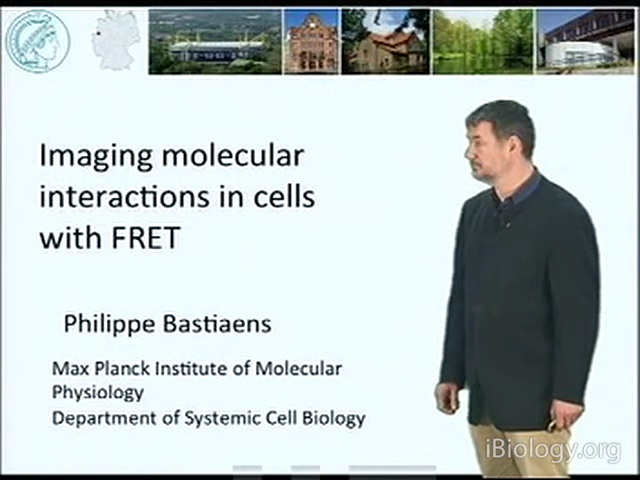 Imaging molecular
interactions in cells
with FRET
Philippe Bastiaens
Max Planck Institute of Molecular
Physiology
Department of Systemic Cell Biology
iBiology.org